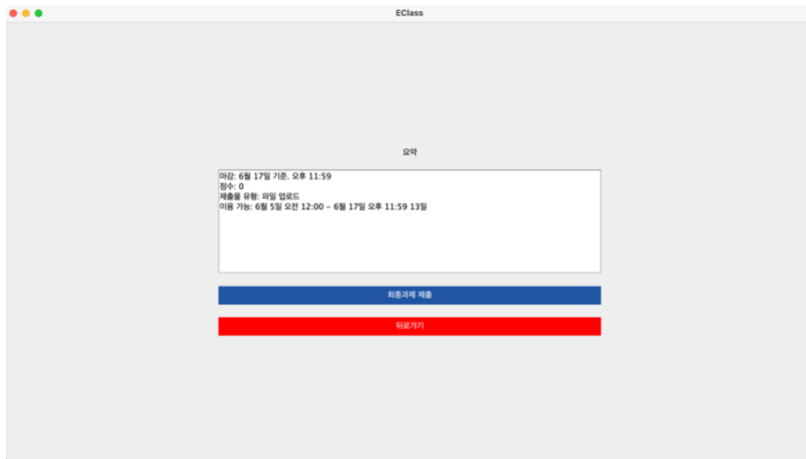 EClass
요약
마감: 6월 17일 기준. 오후 11:59
점수: 0
제출물 유형: 파일 업로드
이용 가능: 6월 5일 오전 12:00 - 6월 17일 오후 11:59 13일
최종과제 제출
뒤로가기